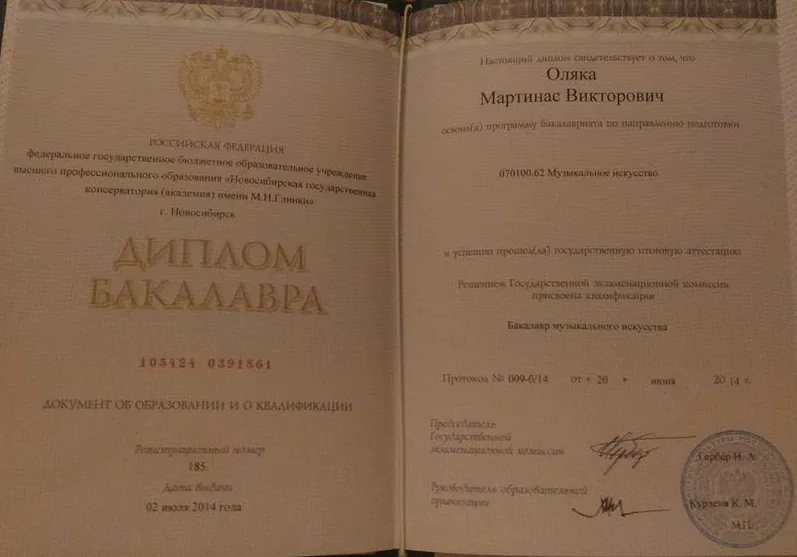 РОССИЙСКАЯ ФЕДЕРАЦИЯ
федеральное государственное бюджетное образовательное учреждение
высшего профессионального образования «Новосибирская государственная
консерватория (академия) имени М.И.Глинки»
г. Новосибирск
ДИПЛОМ
БАКАЛАВРА
105424 0391861
ДОКУМЕНТ ОБ ОБРАЗОВАНИИ И О КВАЛИФИКАЦИИ
Регистрационный номер
185.
Дата выдачи
02 июля 2014 года
Настоящий диплом свидетельствует о том, что
Оляка
Мартинас Викторович
освоил(а) программу бакалавриата по направлению подготовки
070100.62 Музыкальное искусство
и успешно прошел(ла) государственную итоговую аттестацию
Решением Государственной экзаменационной комиссии
присвоена квалификация
Бакалавр музыкального искусства
Протокол № 009-6/14 от « 20 » июня 2014 г.
Председатель
Государственной
экзаменационной комиссии
Гербер И. А.
Руководитель образовательной
организации
Курленя К. М.
М.П.